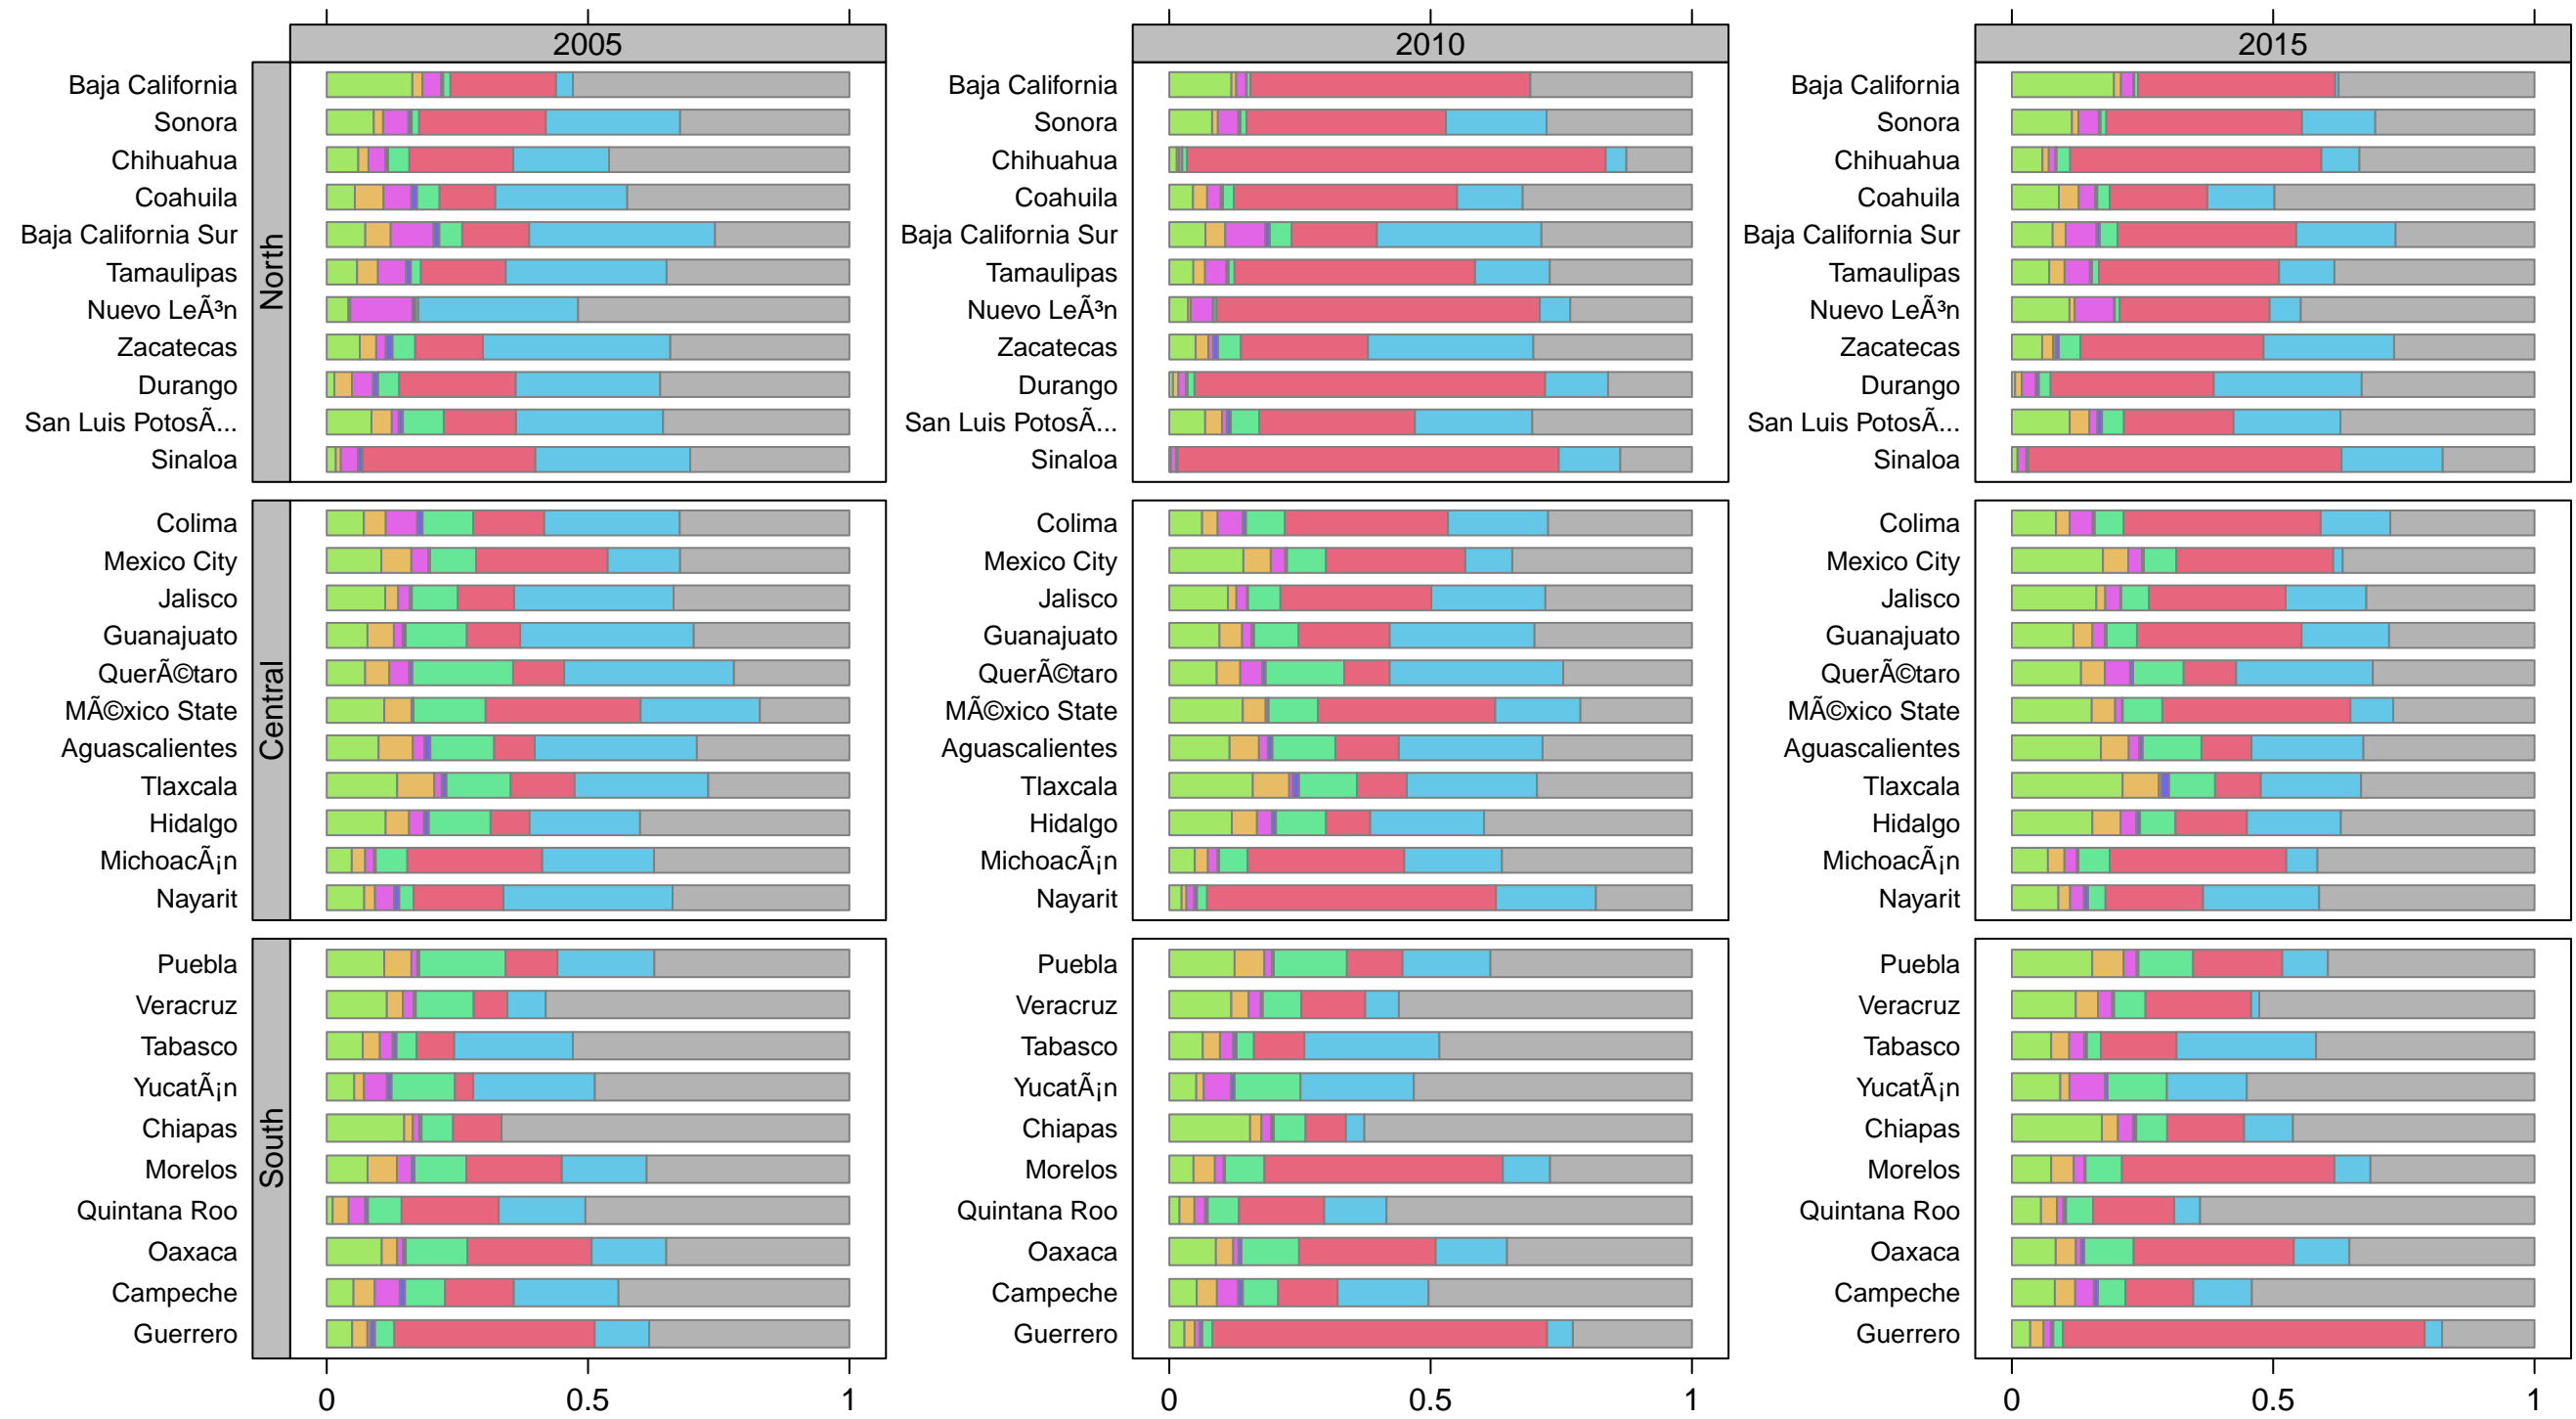 2005 2010 2015
North
Baja California Baja California Baja California
Sonora Sonora Sonora
Chihuahua Chihuahua Chihuahua
Coahuila Coahuila Coahuila
Baja California Sur Baja California Sur Baja California Sur
Tamaulipas Tamaulipas Tamaulipas
Nuevo LeÃ³n Nuevo LeÃ³n Nuevo LeÃ³n
Zacatecas Zacatecas Zacatecas
Durango Durango Durango
San Luis PotosÃ... San Luis PotosÃ... San Luis PotosÃ...
Sinaloa Sinaloa Sinaloa
Central
Colima Colima Colima
Mexico City Mexico City Mexico City
Jalisco Jalisco Jalisco
Guanajuato Guanajuato Guanajuato
QuerÃ©taro QuerÃ©taro QuerÃ©taro
MÃ©xico State MÃ©xico State MÃ©xico State
Aguascalientes Aguascalientes Aguascalientes
Tlaxcala Tlaxcala Tlaxcala
Hidalgo Hidalgo Hidalgo
MichoacÃ¡n MichoacÃ¡n MichoacÃ¡n
Nayarit Nayarit Nayarit
South
Puebla Puebla Puebla
Veracruz Veracruz Veracruz
Tabasco Tabasco Tabasco
YucatÃ¡n YucatÃ¡n YucatÃ¡n
Chiapas Chiapas Chiapas
Morelos Morelos Morelos
Quintana Roo Quintana Roo Quintana Roo
Oaxaca Oaxaca Oaxaca
Campeche Campeche Campeche
Guerrero Guerrero Guerrero
0 0.5 1 0 0.5 1 0 0.5 1